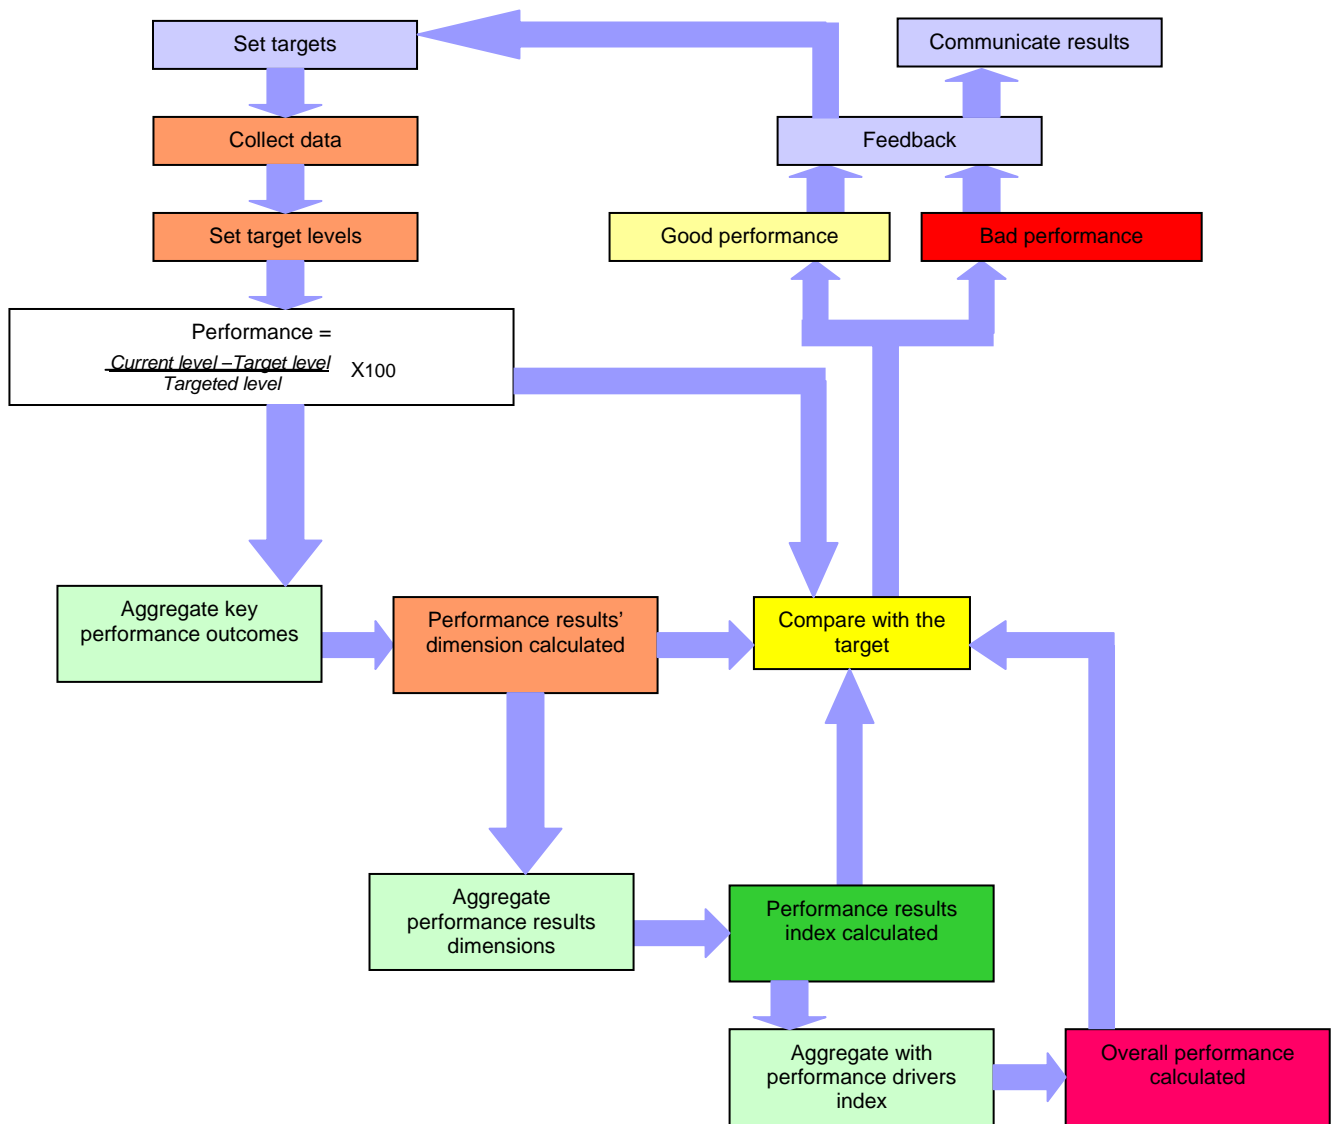 Set targets
Communicate results
Collect data
Feedback
Set target levels
Good performance
Bad performance
Performance =
Current level –Target level
Targeted level
X100
Aggregate key
performance outcomes
Performance results’
dimension calculated
Compare with the
target
Aggregate
performance results
dimensions
Performance results
index calculated
Aggregate with
performance drivers
index
Overall performance
calculated